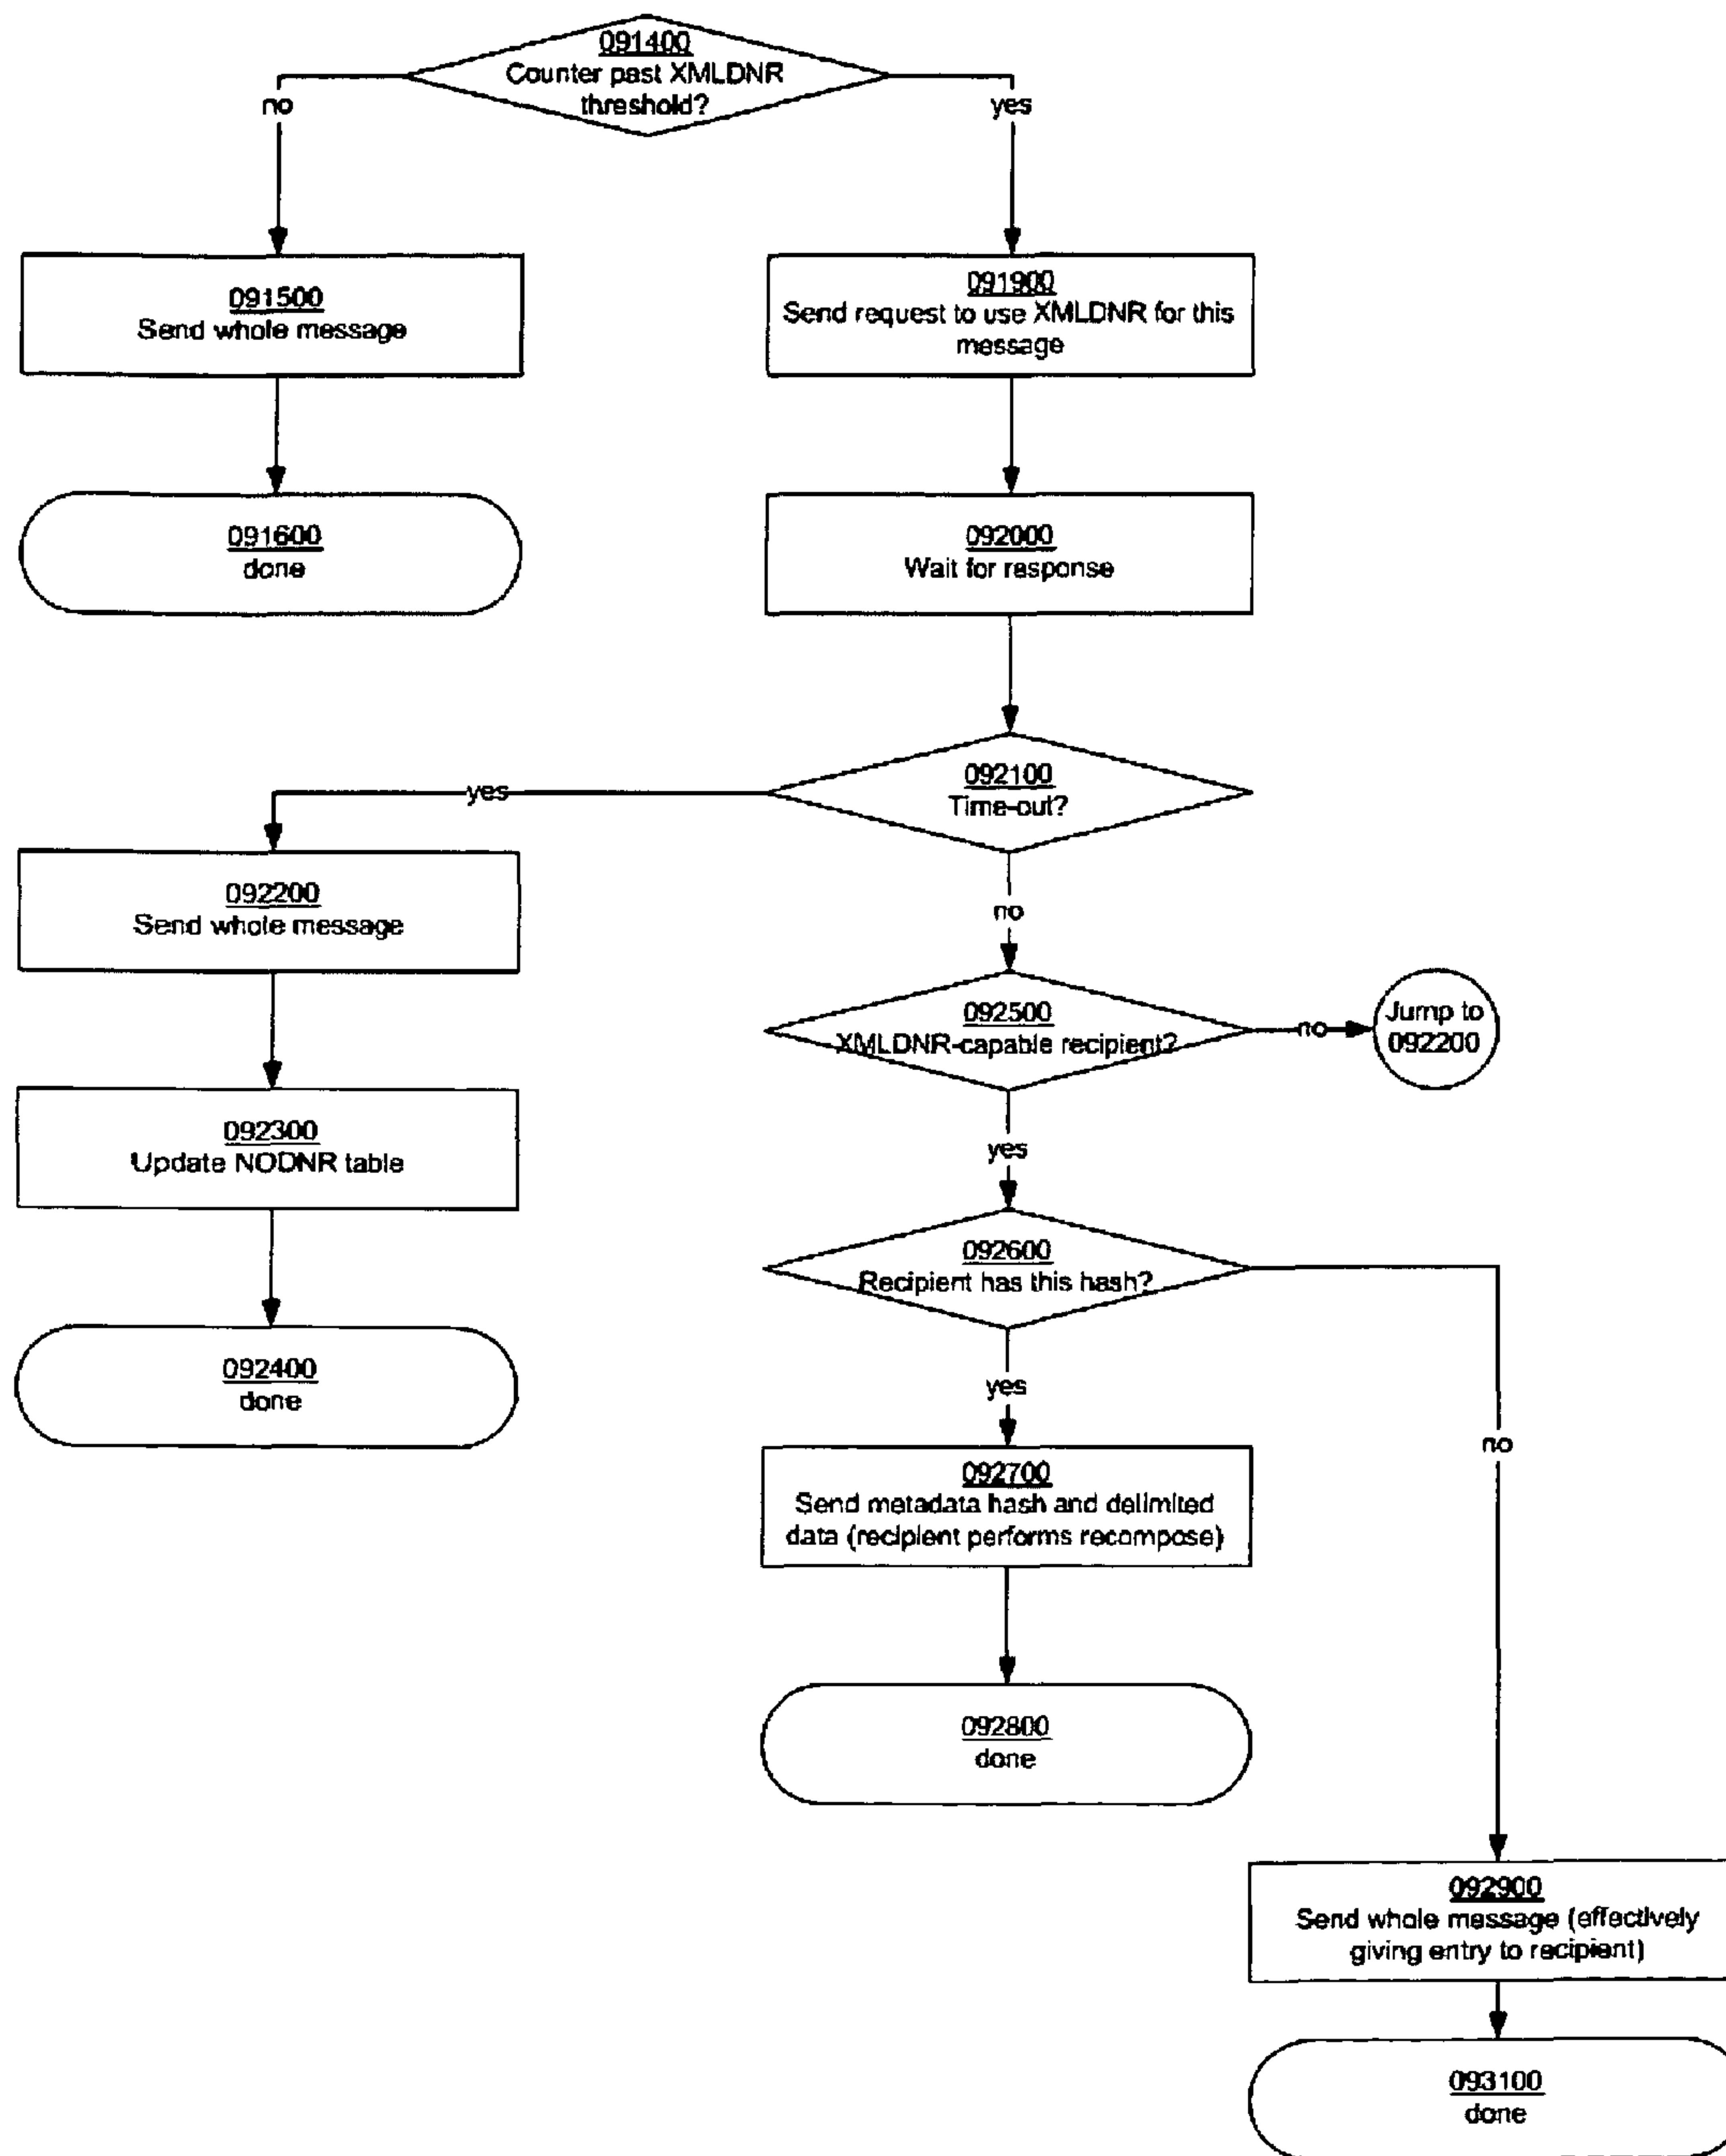 091400
Counter past XMLDNR
threshold?
no
yes
091500
Send whole message
091900
Send request to use XMLDNR for this
message
091600
done
092000
Wait for response
092100
Time-out?
yes
092200
Send whole message
no
092500
XMLDNR-capable recipient?
no
Jump to
092200
092300
Update NODNR table
yes
092600
Recipient has this hash?
092400
done
yes
no
092700
Send metadata hash and delimited
data (recipient performs recompose)
092800
done
092900
Send whole message (effectively
giving entry to recipient)
093100
done